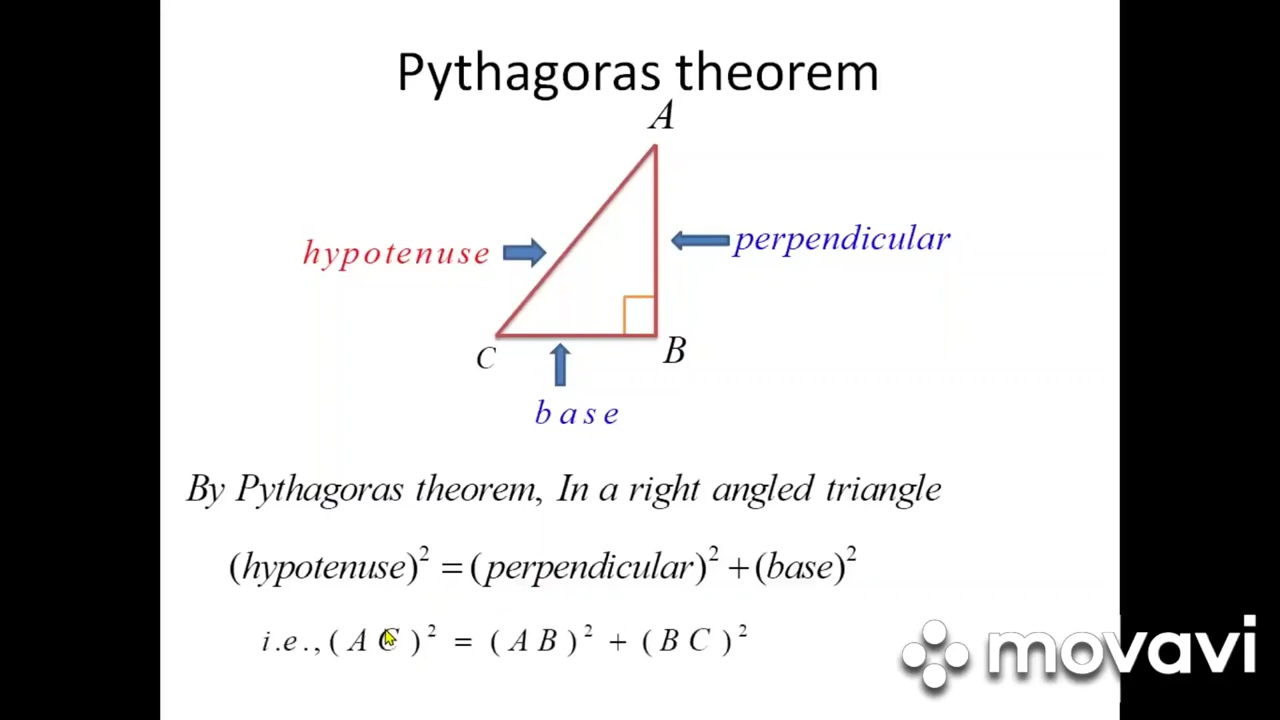 Pythagoras theorem
A
hypotenuse
perpendicular
C
B
base
By Pythagoras theorem, In a right angled triangle
(hypotenuse)² = (perpendicular)² + (base)²
i.e., (AC)² = (AB)² + (BC)²
movavi